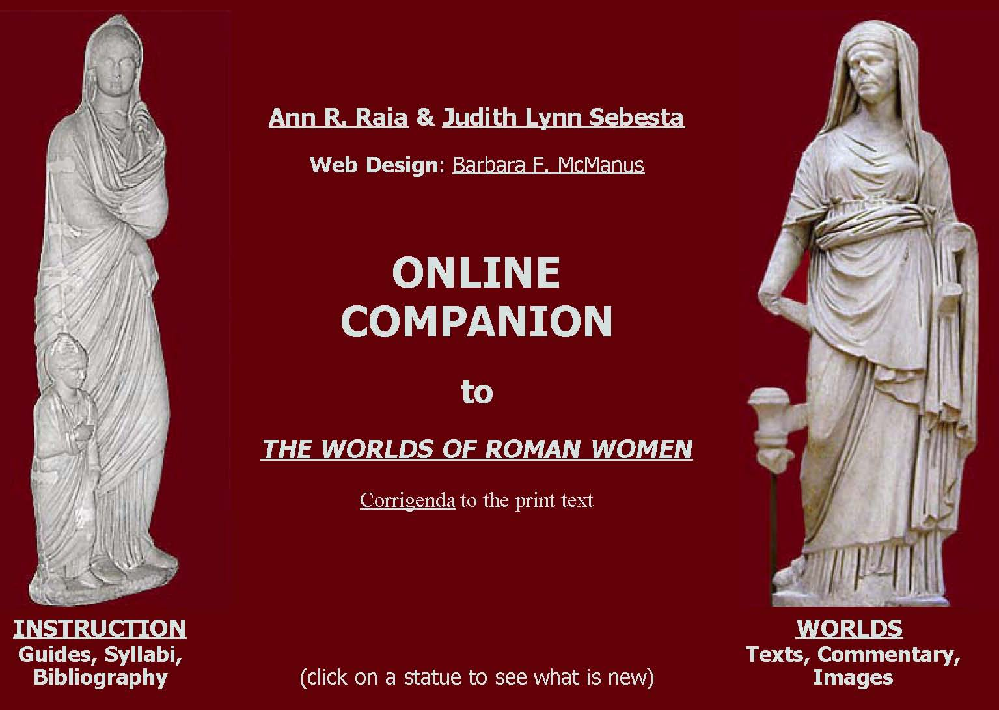 Ann R. Raia & Judith Lynn Sebesta
Web Design: Barbara F. McManus
ONLINE
COMPANION
to
THE WORLDS OF ROMAN WOMEN
Corrigenda to the print text
INSTRUCTION
Guides, Syllabi,
Bibliography
(click on a statue to see what is new)
WORLDS
Texts, Commentary,
Images